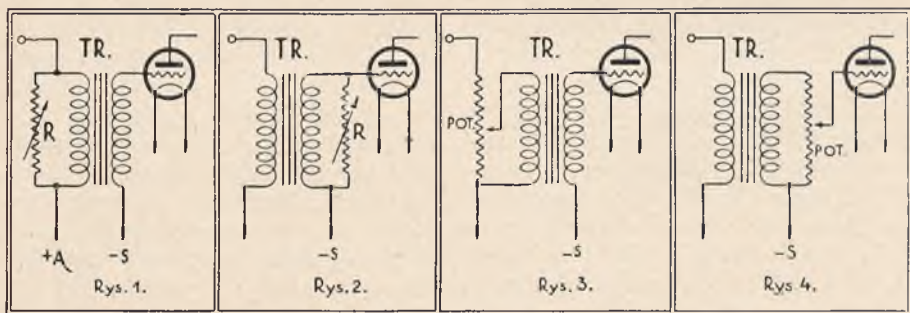 TR.
R
+A
-S
Rys. 1.
TR.
R
-S
Rys. 2.
TR.
POT.
-S
Rys. 3.
TR.
POT.
-S
Rys 4.